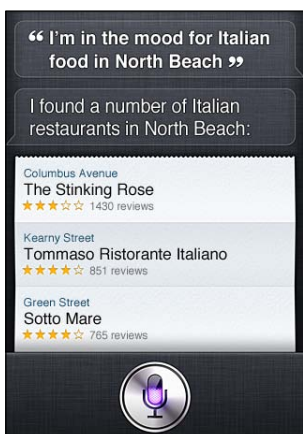 “ I’m in the mood for Italian
food in North Beach ”
I found a number of Italian
restaurants in North Beach:
Columbus Avenue
The Stinking Rose
★★★☆☆ 1430 reviews
Kearny Street
Tommaso Ristorante Italiano
★★★★☆ 851 reviews
Green Street
Sotto Mare
★★★★☆ 765 reviews